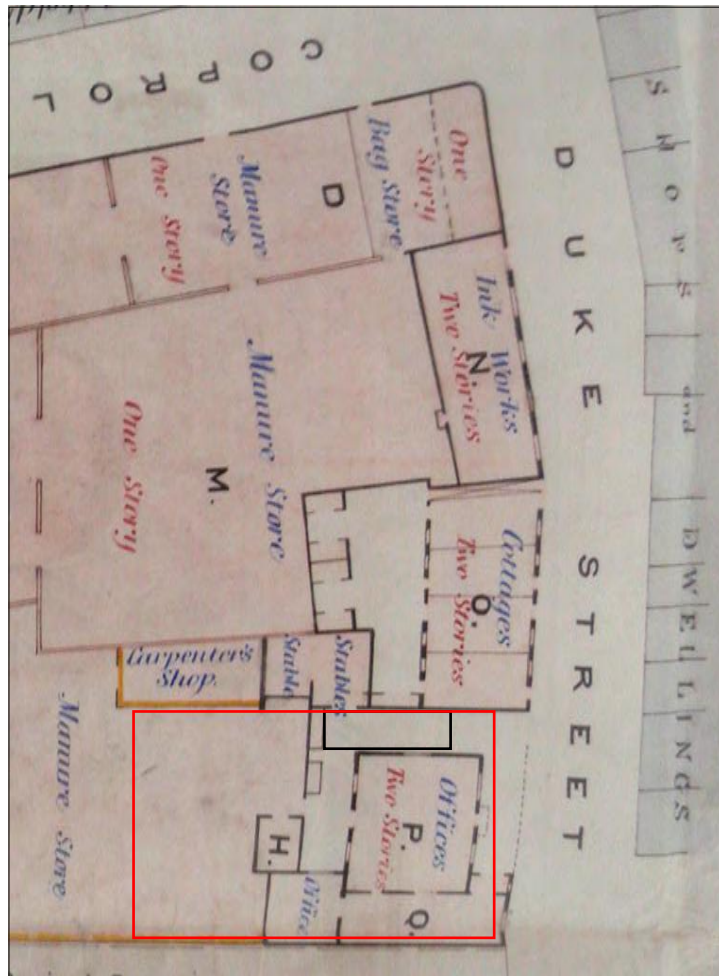 COPROL
DUKE STREET
SHOPS and DWELLINGS
One
Story
Bag Store
D
Manure
Store
One Story
Ink Works
N.
Two Stories
Manure Store
M.
One Story
Cottages
O.
Two Stories
Stables
Stable
Carpenter's
Shop.
Offices
P.
Two Stories
H.
Office
Q.
Manure Store